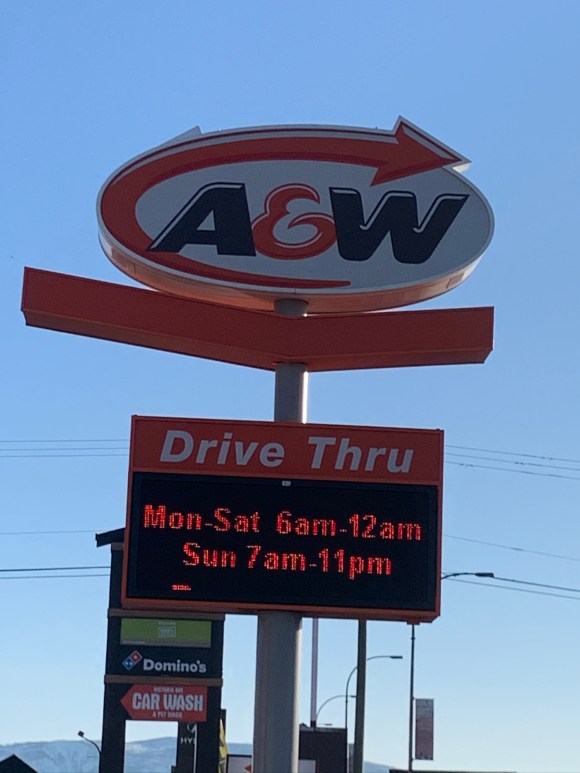 A&W
Drive Thru
Mon-Sat 6am-12am
Sun 7am-11pm
Domino's
CAR WASH